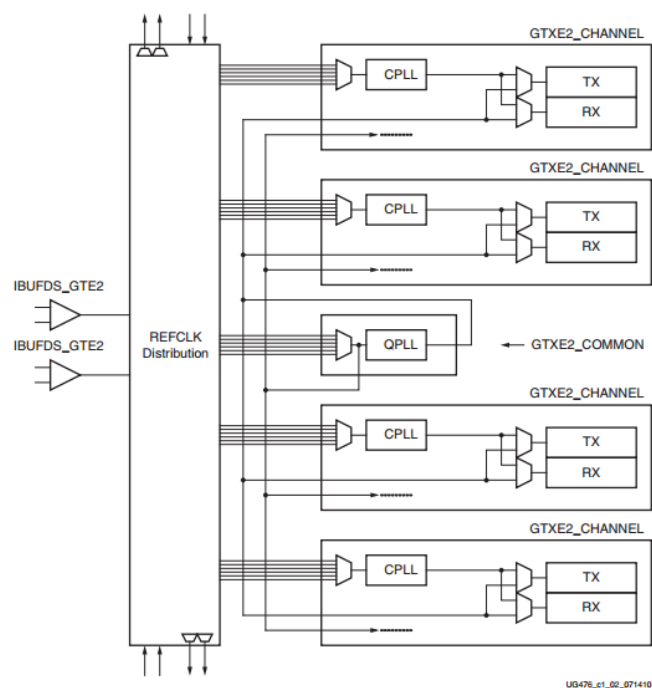 GTXE2_CHANNEL
CPLL
TX
RX
GTXE2_CHANNEL
CPLL
TX
RX
IBUFDS_GTE2
IBUFDS_GTE2
REFCLK
Distribution
QPLL
GTXE2_COMMON
GTXE2_CHANNEL
CPLL
TX
RX
GTXE2_CHANNEL
CPLL
TX
RX
UG476_c1_02_071410